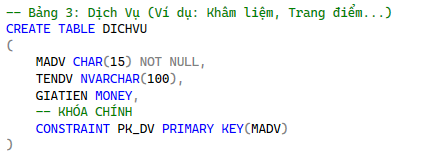 -- Bảng 3: Dịch Vụ (Ví dụ: Khâm liệm, Trang điểm...)
CREATE TABLE DICHVU
(
    MADV CHAR(15) NOT NULL,
    TENDV NVARCHAR(100),
    GIATIEN MONEY,
    -- KHÓA CHÍNH
    CONSTRAINT PK_DV PRIMARY KEY(MADV)
)